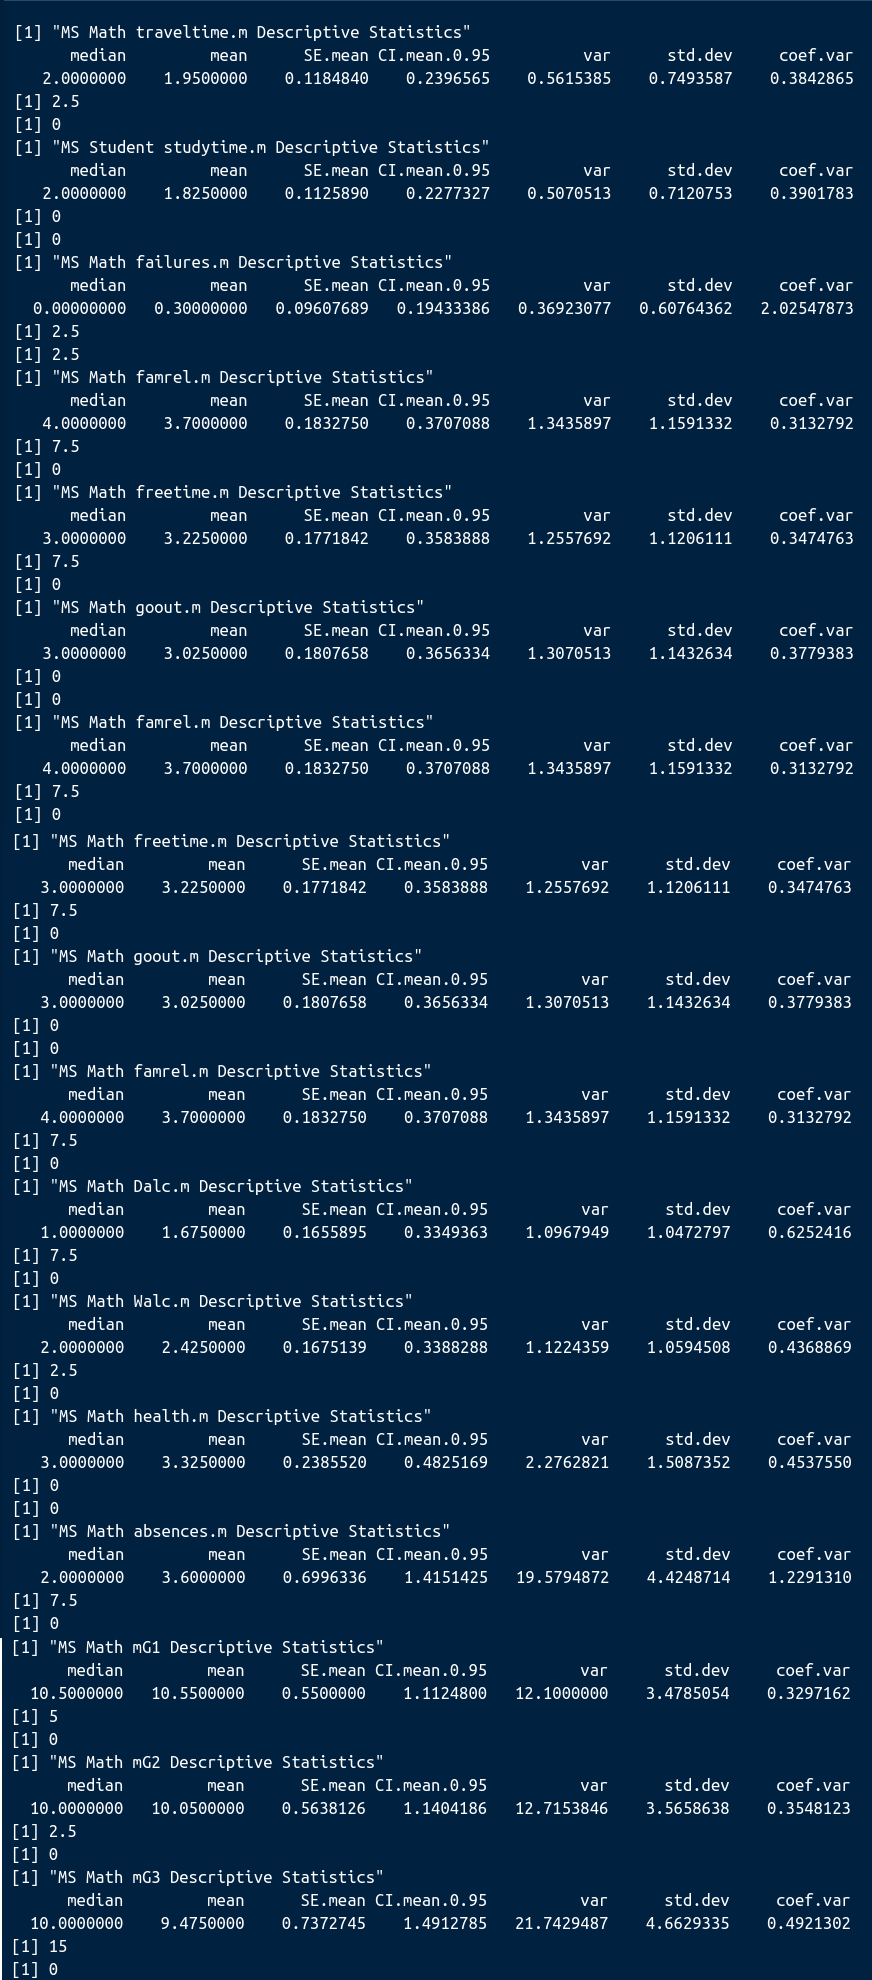 [1] "MS Math traveltime.m Descriptive Statistics"
median mean SE.mean CI.mean.0.95 var std.dev coef.var
2.0000000 1.9500000 0.1184840 0.2396565 0.5615385 0.7493587 0.3842865
[1] 2.5
[1] 0
[1] "MS Student studytime.m Descriptive Statistics"
median mean SE.mean CI.mean.0.95 var std.dev coef.var
2.0000000 1.8250000 0.1125890 0.2277327 0.5070513 0.7120753 0.3901783
[1] 0
[1] 0
[1] "MS Math failures.m Descriptive Statistics"
median mean SE.mean CI.mean.0.95 var std.dev coef.var
0.00000000 0.30000000 0.09607689 0.19433386 0.36923077 0.60764362 2.02547873
[1] 2.5
[1] 2.5
[1] "MS Math famrel.m Descriptive Statistics"
median mean SE.mean CI.mean.0.95 var std.dev coef.var
4.0000000 3.7000000 0.1832750 0.3707088 1.3435897 1.1591332 0.3132792
[1] 7.5
[1] 0
[1] "MS Math freetime.m Descriptive Statistics"
median mean SE.mean CI.mean.0.95 var std.dev coef.var
3.0000000 3.2250000 0.1771842 0.3583888 1.2557692 1.1206111 0.3474763
[1] 7.5
[1] 0
[1] "MS Math goout.m Descriptive Statistics"
median mean SE.mean CI.mean.0.95 var std.dev coef.var
3.0000000 3.0250000 0.1807658 0.3656334 1.3070513 1.1432634 0.3779383
[1] 0
[1] 0
[1] "MS Math famrel.m Descriptive Statistics"
median mean SE.mean CI.mean.0.95 var std.dev coef.var
4.0000000 3.7000000 0.1832750 0.3707088 1.3435897 1.1591332 0.3132792
[1] 7.5
[1] 0
[1] "MS Math freetime.m Descriptive Statistics"
median mean SE.mean CI.mean.0.95 var std.dev coef.var
3.0000000 3.2250000 0.1771842 0.3583888 1.2557692 1.1206111 0.3474763
[1] 7.5
[1] 0
[1] "MS Math goout.m Descriptive Statistics"
median mean SE.mean CI.mean.0.95 var std.dev coef.var
3.0000000 3.0250000 0.1807658 0.3656334 1.3070513 1.1432634 0.3779383
[1] 0
[1] 0
[1] "MS Math famrel.m Descriptive Statistics"
median mean SE.mean CI.mean.0.95 var std.dev coef.var
4.0000000 3.7000000 0.1832750 0.3707088 1.3435897 1.1591332 0.3132792
[1] 7.5
[1] 0
[1] "MS Math Dalc.m Descriptive Statistics"
median mean SE.mean CI.mean.0.95 var std.dev coef.var
1.0000000 1.6750000 0.1655895 0.3349363 1.0967949 1.0472797 0.6252416
[1] 7.5
[1] 0
[1] "MS Math Walc.m Descriptive Statistics"
median mean SE.mean CI.mean.0.95 var std.dev coef.var
2.0000000 2.4250000 0.1675139 0.3388288 1.1224359 1.0594508 0.4368869
[1] 2.5
[1] 0
[1] "MS Math health.m Descriptive Statistics"
median mean SE.mean CI.mean.0.95 var std.dev coef.var
3.0000000 3.3250000 0.2385520 0.4825169 2.2762821 1.5087352 0.4537550
[1] 0
[1] 0
[1] "MS Math absences.m Descriptive Statistics"
median mean SE.mean CI.mean.0.95 var std.dev coef.var
2.0000000 3.6000000 0.6996336 1.4151425 19.5794872 4.4248714 1.2291310
[1] 7.5
[1] 0
[1] "MS Math mG1 Descriptive Statistics"
median mean SE.mean CI.mean.0.95 var std.dev coef.var
10.5000000 10.5500000 0.5500000 1.1124800 12.1000000 3.4785054 0.3297162
[1] 5
[1] 0
[1] "MS Math mG2 Descriptive Statistics"
median mean SE.mean CI.mean.0.95 var std.dev coef.var
10.0000000 10.0500000 0.5638126 1.1404186 12.7153846 3.5658638 0.3548123
[1] 2.5
[1] 0
[1] "MS Math mG3 Descriptive Statistics"
median mean SE.mean CI.mean.0.95 var std.dev coef.var
10.0000000 9.4750000 0.7372745 1.4912785 21.7429487 4.6629335 0.4921302
[1] 15
[1] 0